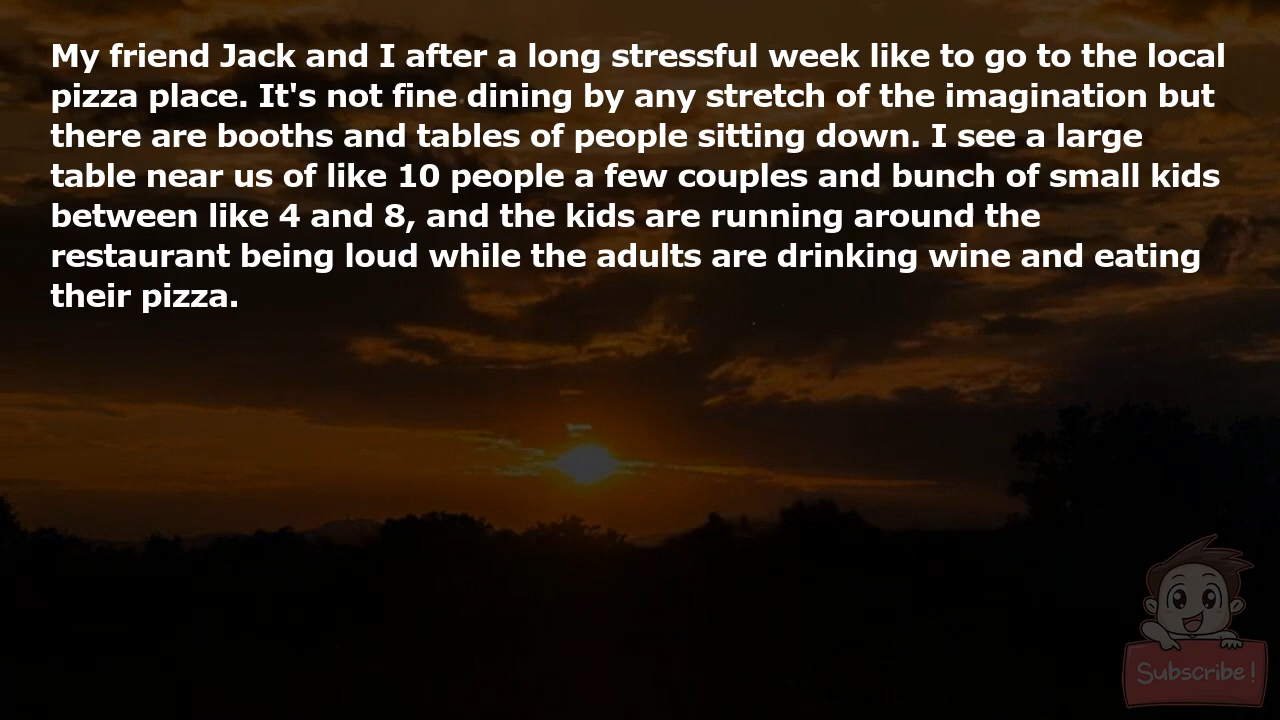 My friend Jack and I after a long stressful week like to go to the local
pizza place. It's not fine dining by any stretch of the imagination but
there are booths and tables of people sitting down. I see a large
table near us of like 10 people a few couples and bunch of small kids
between like 4 and 8, and the kids are running around the
restaurant being loud while the adults are drinking wine and eating
their pizza.
Subscribe!